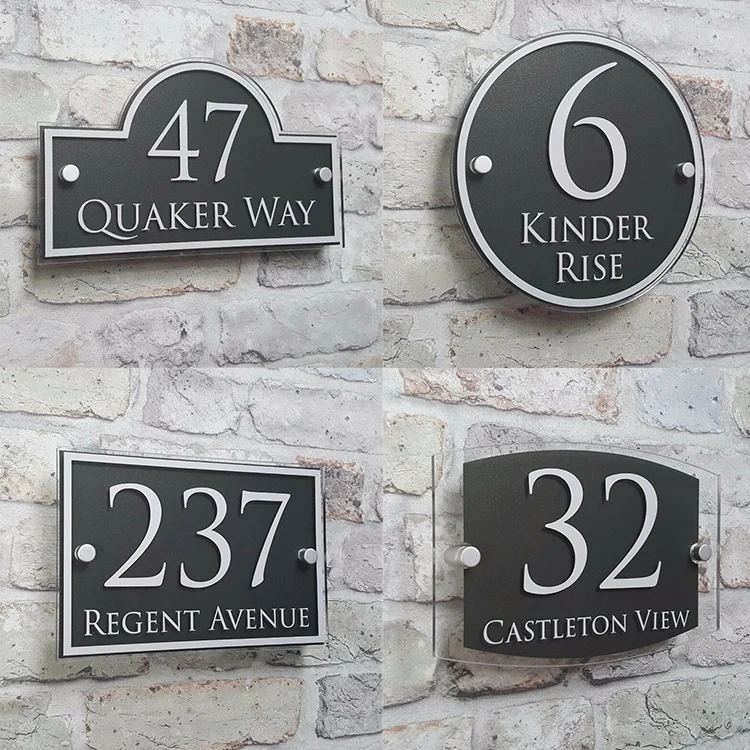 47
QUAKER WAY
6
KINDER
RISE
237
REGENT AVENUE
32
CASTLETON VIEW